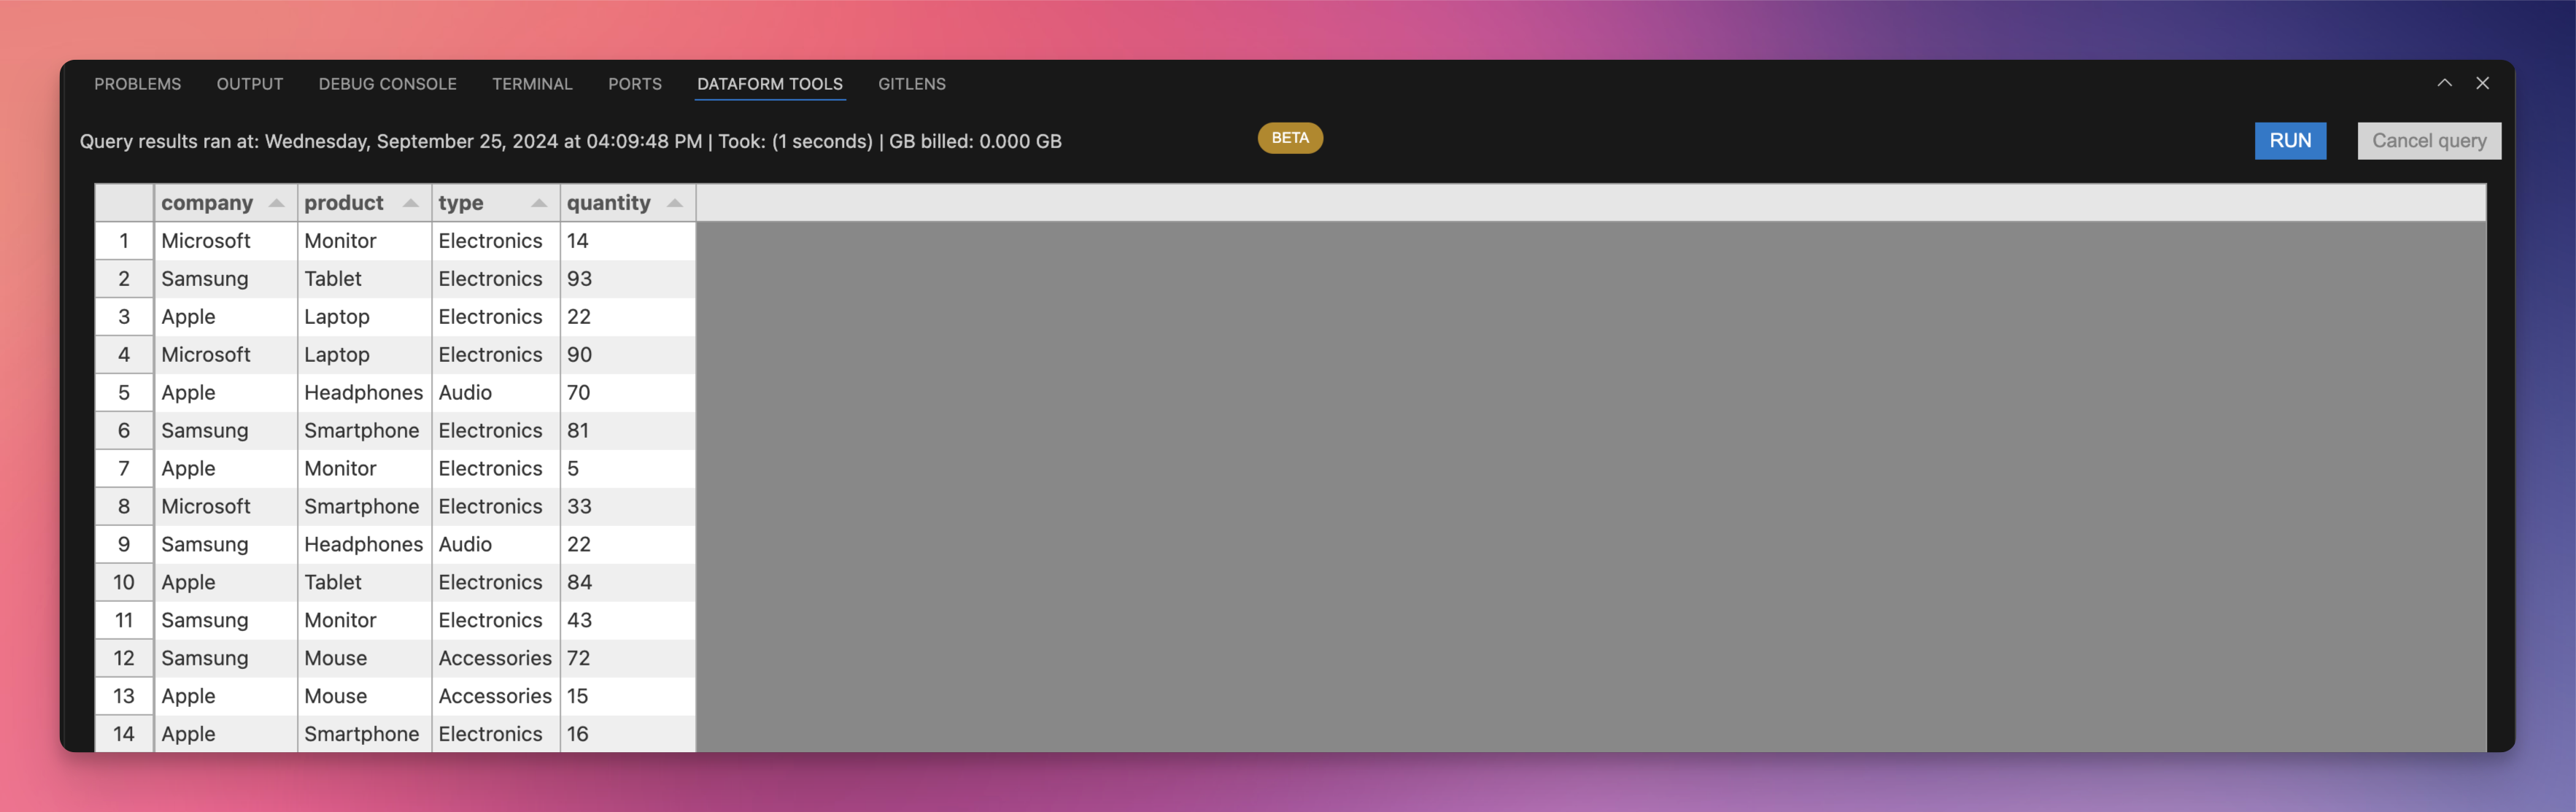 PROBLEMS OUTPUT DEBUG CONSOLE TERMINAL PORTS DATAFORM TOOLS GITLENS
Query results ran at: Wednesday, September 25, 2024 at 04:09:48 PM | Took: (1 seconds) | GB billed: 0.000 GB BETA RUN Cancel query
company product type quantity
1 Microsoft Monitor Electronics 14
2 Samsung Tablet Electronics 93
3 Apple Laptop Electronics 22
4 Microsoft Laptop Electronics 90
5 Apple Headphones Audio 70
6 Samsung Smartphone Electronics 81
7 Apple Monitor Electronics 5
8 Microsoft Smartphone Electronics 33
9 Samsung Headphones Audio 22
10 Apple Tablet Electronics 84
11 Samsung Monitor Electronics 43
12 Samsung Mouse Accessories 72
13 Apple Mouse Accessories 15
14 Apple Smartphone Electronics 16